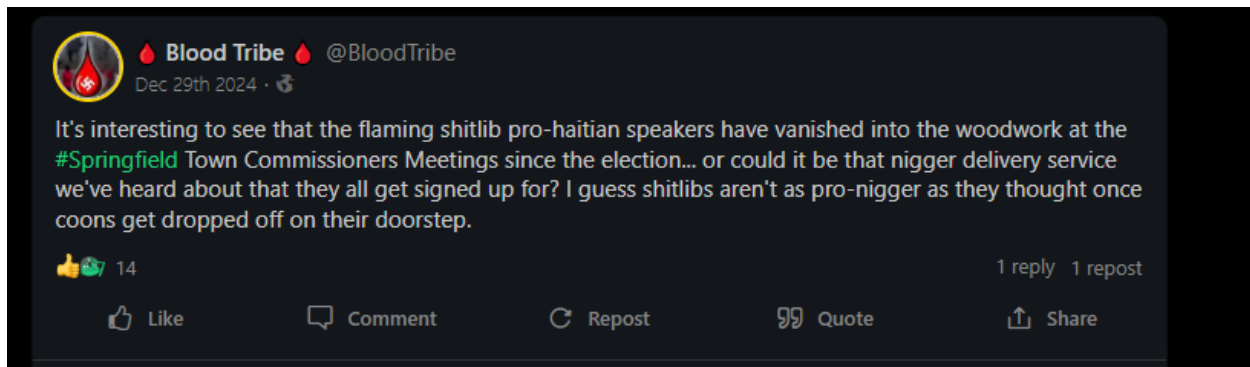 Blood Tribe @BloodTribe
Dec 29th 2024 ·
It's interesting to see that the flaming shitlib pro-haitian speakers have vanished into the woodwork at the
#Springfield Town Commissioners Meetings since the election... or could it be that nigger delivery service
we've heard about that they all get signed up for? I guess shitlibs aren't as pro-nigger as they thought once
coons get dropped off on their doorstep.
14
1 reply 1 repost
Like Comment Repost Quote Share